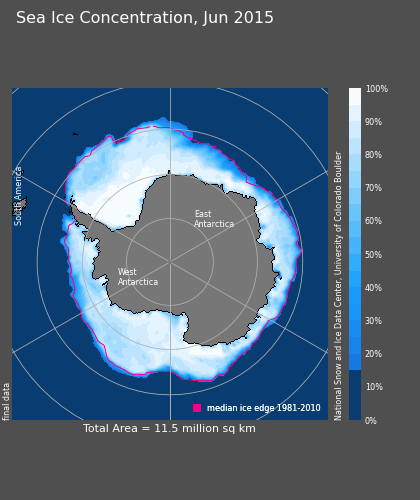 Sea Ice Concentration, Jun 2015
South America
East
Antarctica
West
Antarctica
final data
median ice edge 1981-2010
Total Area = 11.5 million sq km
National Snow and Ice Data Center, University of Colorado Boulder
100%
90%
80%
70%
60%
50%
40%
30%
20%
10%
0%